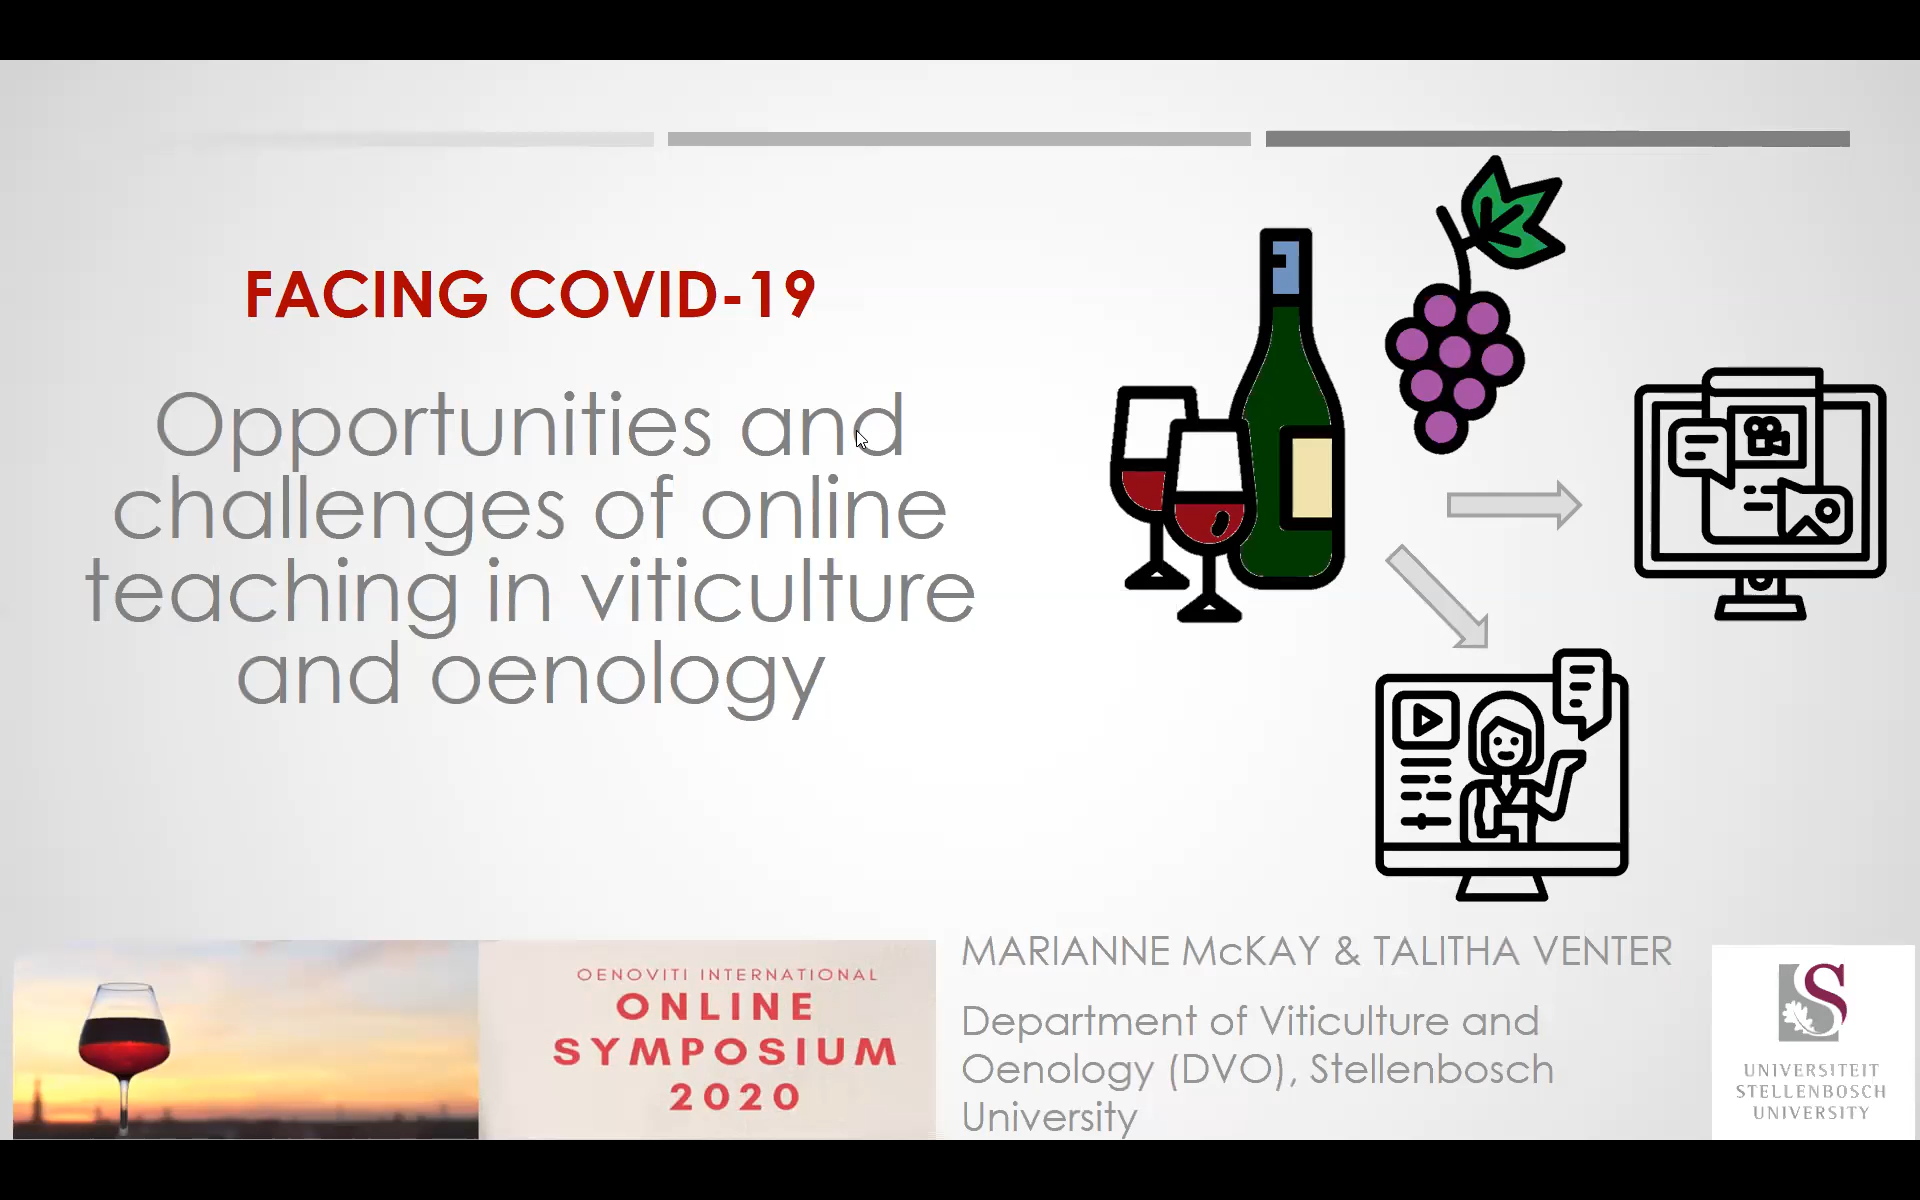 FACING COVID-19
Opportunities and
challenges of online
teaching in viticulture
and oenology
OENOVITI INTERNATIONAL
ONLINE
SYMPOSIUM
2020
MARIANNE McKAY & TALITHA VENTER
Department of Viticulture and
Oenology (DVO), Stellenbosch
University
UNIVERSITEIT
STELLENBOSCH
UNIVERSITY